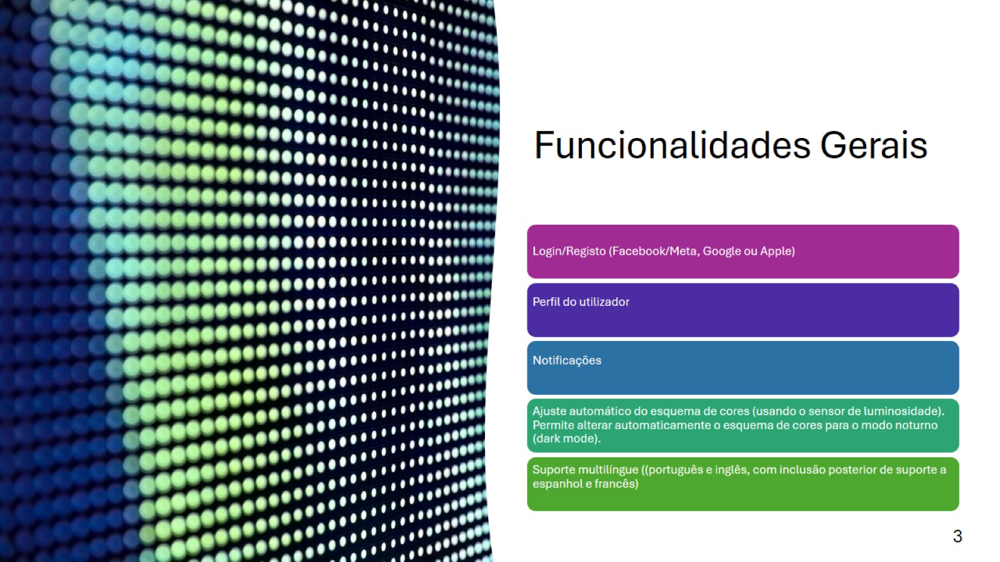 Funcionalidades Gerais
Login/Registo (Facebook/Meta, Google ou Apple)
Perfil do utilizador
Notificações
Ajuste automático do esquema de cores (usando o sensor de luminosidade).
Permite alterar automaticamente o esquema de cores para o modo noturno
(dark mode).
Suporte multilíngue ((português e inglês, com inclusão posterior de suporte a
espanhol e francês)
3